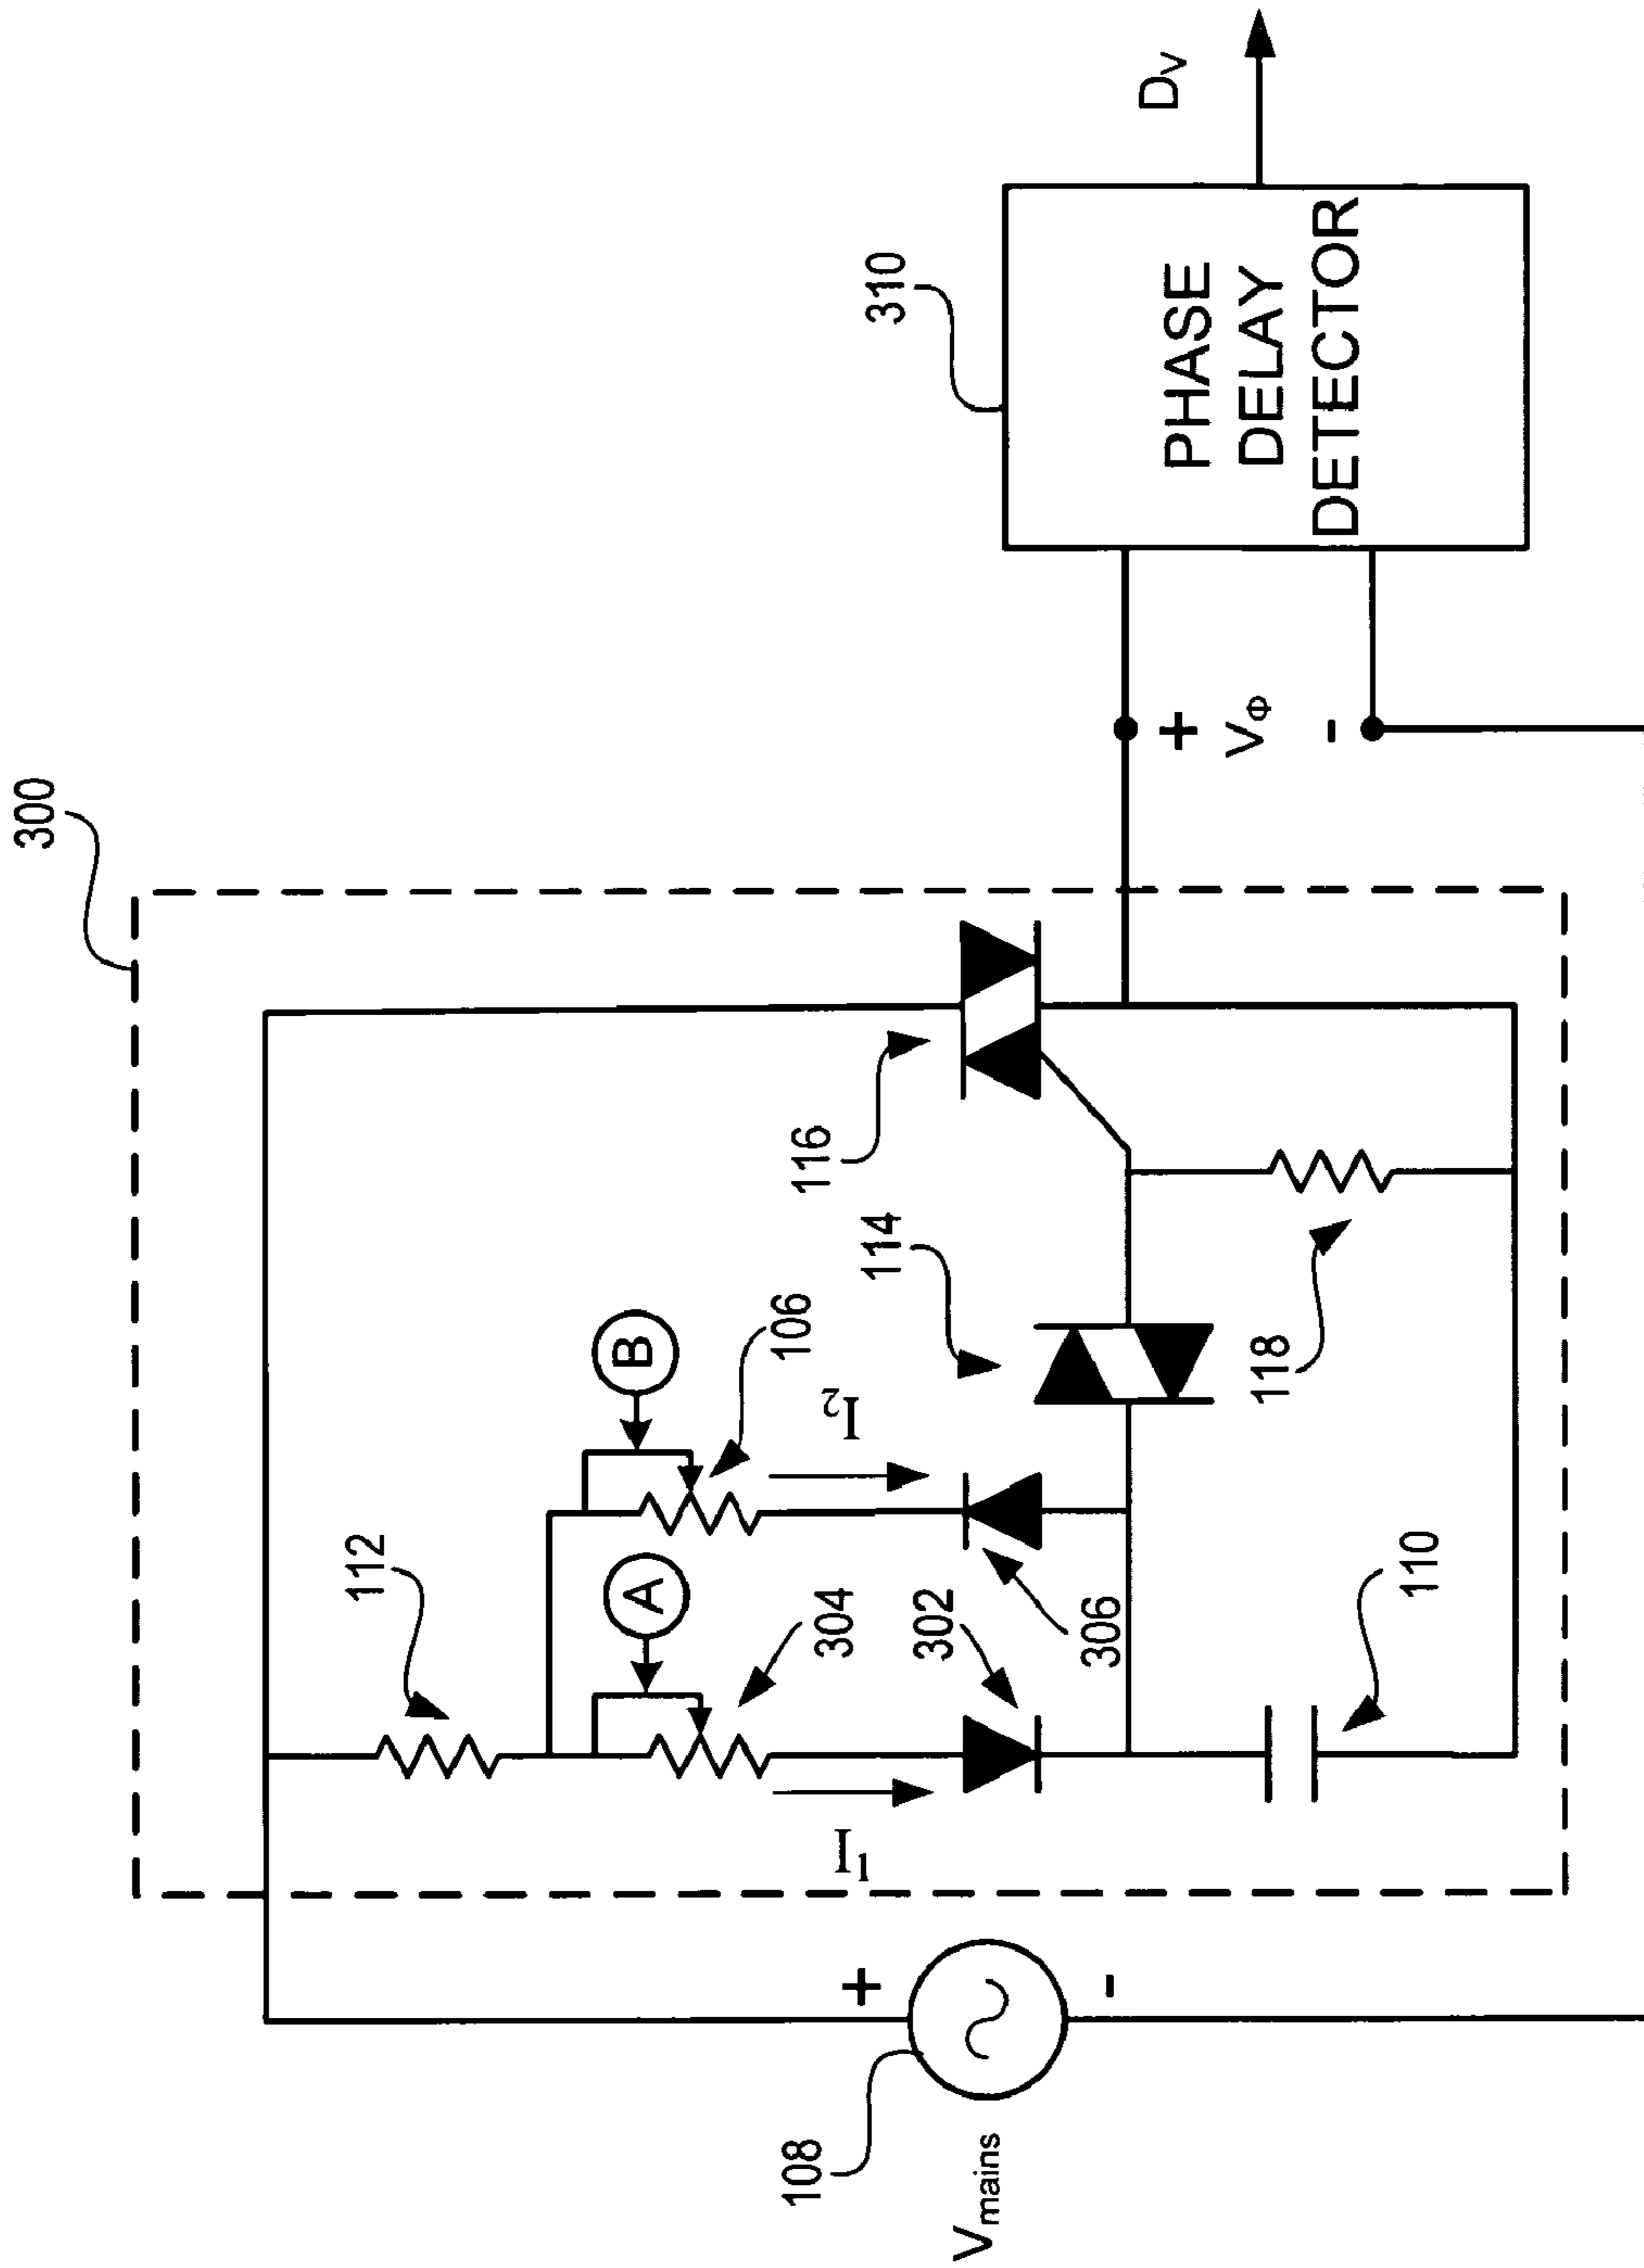 300
112
A
B
304
106
I₁
I₂
302
306
110
114
116
118
108
+
-
Vmains
+
VΦ
-
310
PHASE
DELAY
DETECTOR
DV